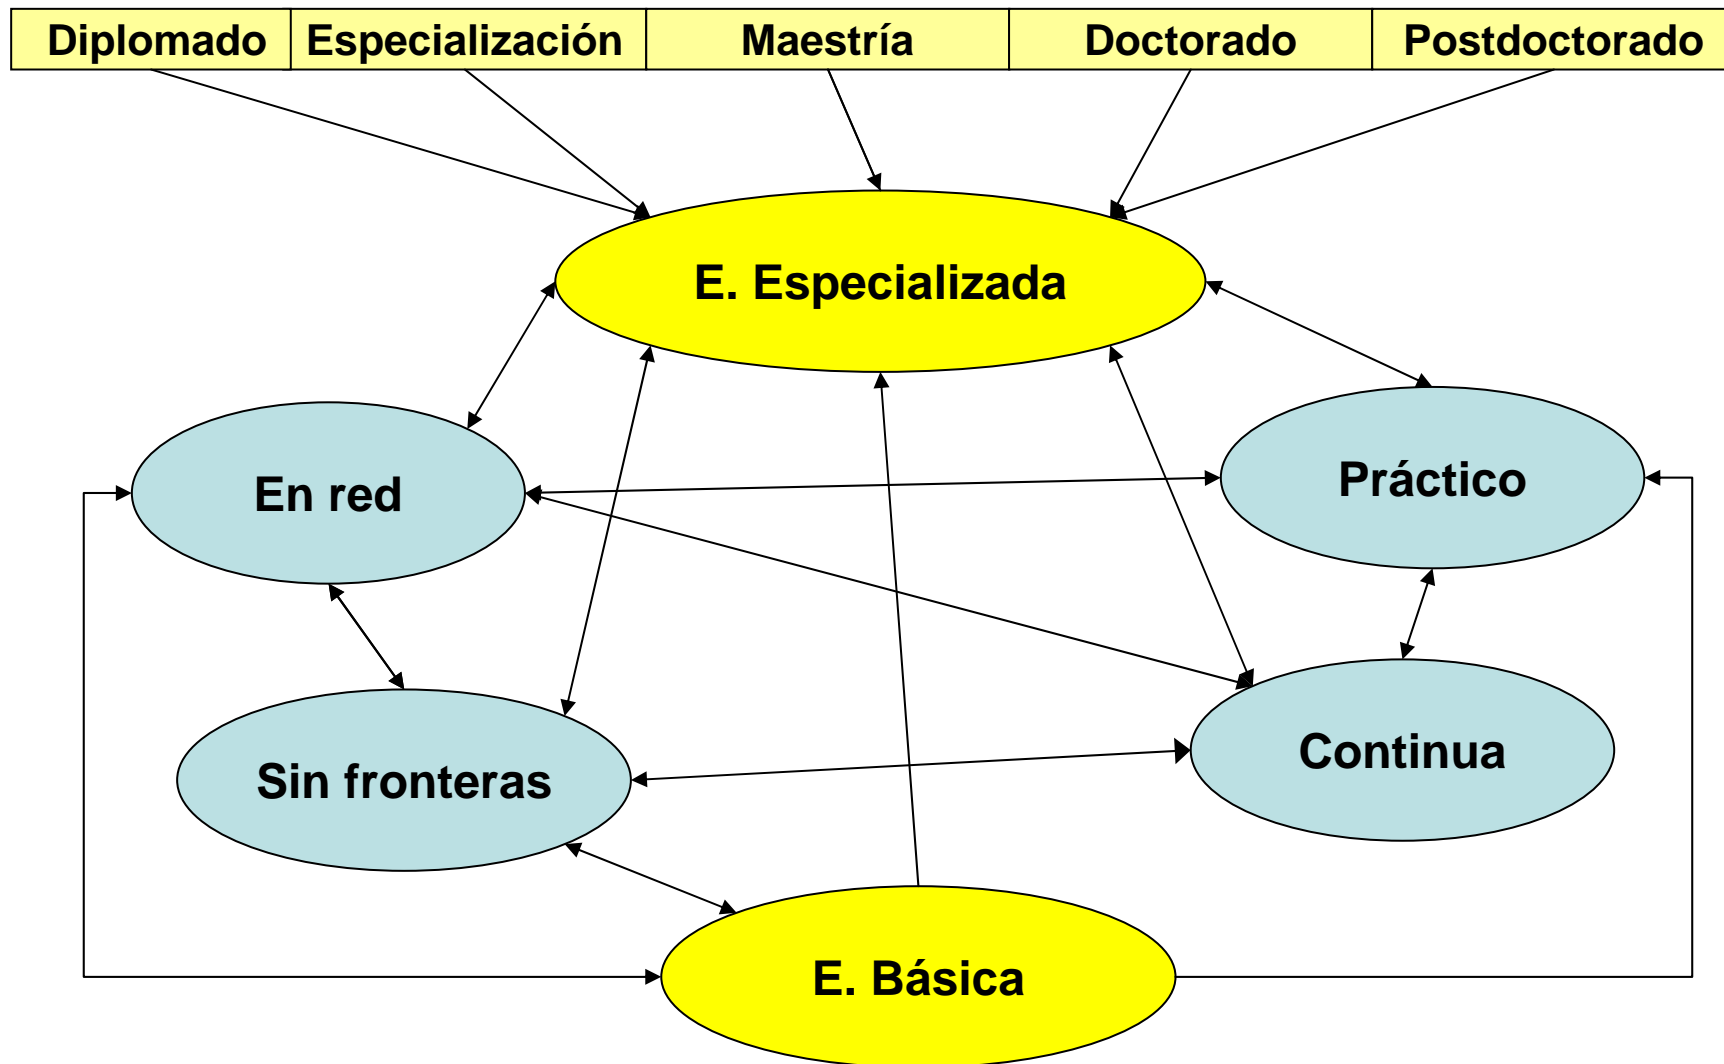 Diplomado Especialización Maestría Doctorado Postdoctorado
E. Especializada
En red
Práctico
Sin fronteras
Continua
E. Básica